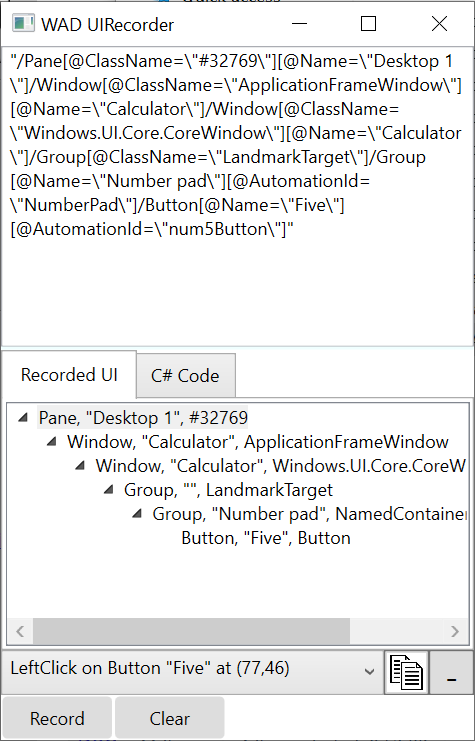 WAD UIRecorder
"/Pane[@ClassName=\"#32769\"][@Name=\"Desktop 1
\"]/Window[@ClassName=\"ApplicationFrameWindow\"]
[@Name=\"Calculator\"]/Window[@ClassName=
\"Windows.UI.Core.CoreWindow\"][@Name=\"Calculator
\"]/Group[@ClassName=\"LandmarkTarget\"]/Group
[@Name=\"Number pad\"][@AutomationId=
\"NumberPad\"]/Button[@Name=\"Five\"]
[@AutomationId=\"num5Button\"]"
Recorded UI C# Code
Pane, "Desktop 1", #32769
Window, "Calculator", ApplicationFrameWindow
Window, "Calculator", Windows.UI.Core.CoreW
Group, "", LandmarkTarget
Group, "Number pad", NamedContainer
Button, "Five", Button
LeftClick on Button "Five" at (77,46) -
Record Clear